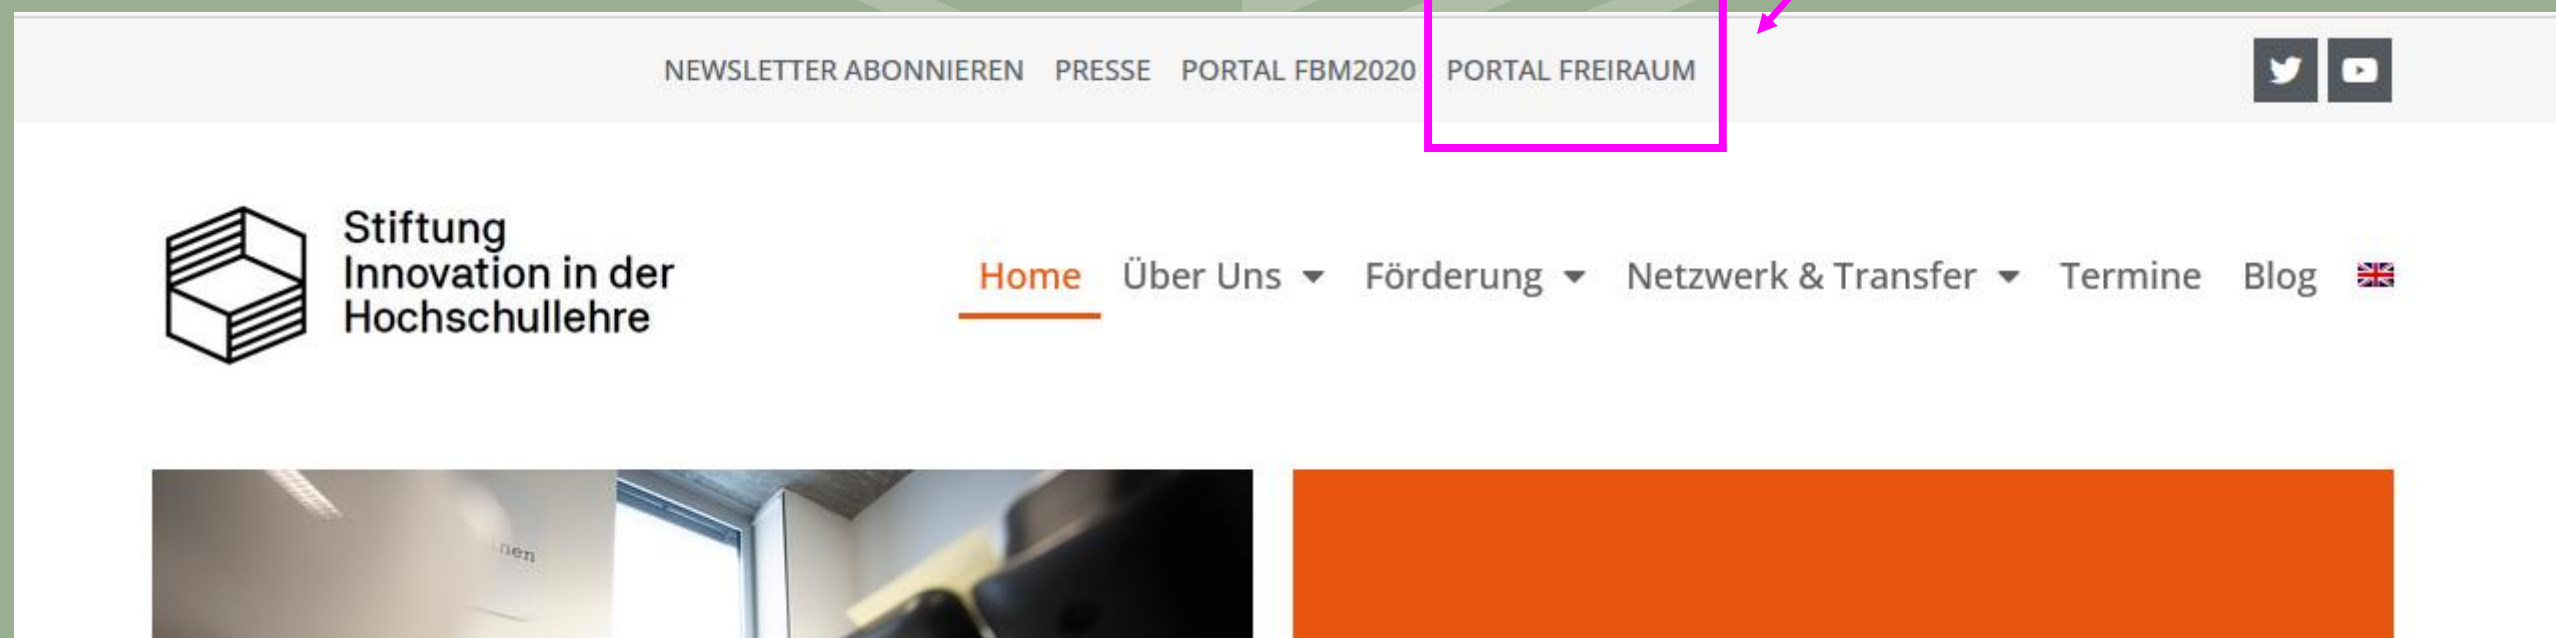 NEWSLETTER ABONNIEREN PRESSE PORTAL FBM2020 PORTAL FREIRAUM
Stiftung
Innovation in der
Hochschullehre
Home Über Uns Förderung Netzwerk & Transfer Termine Blog